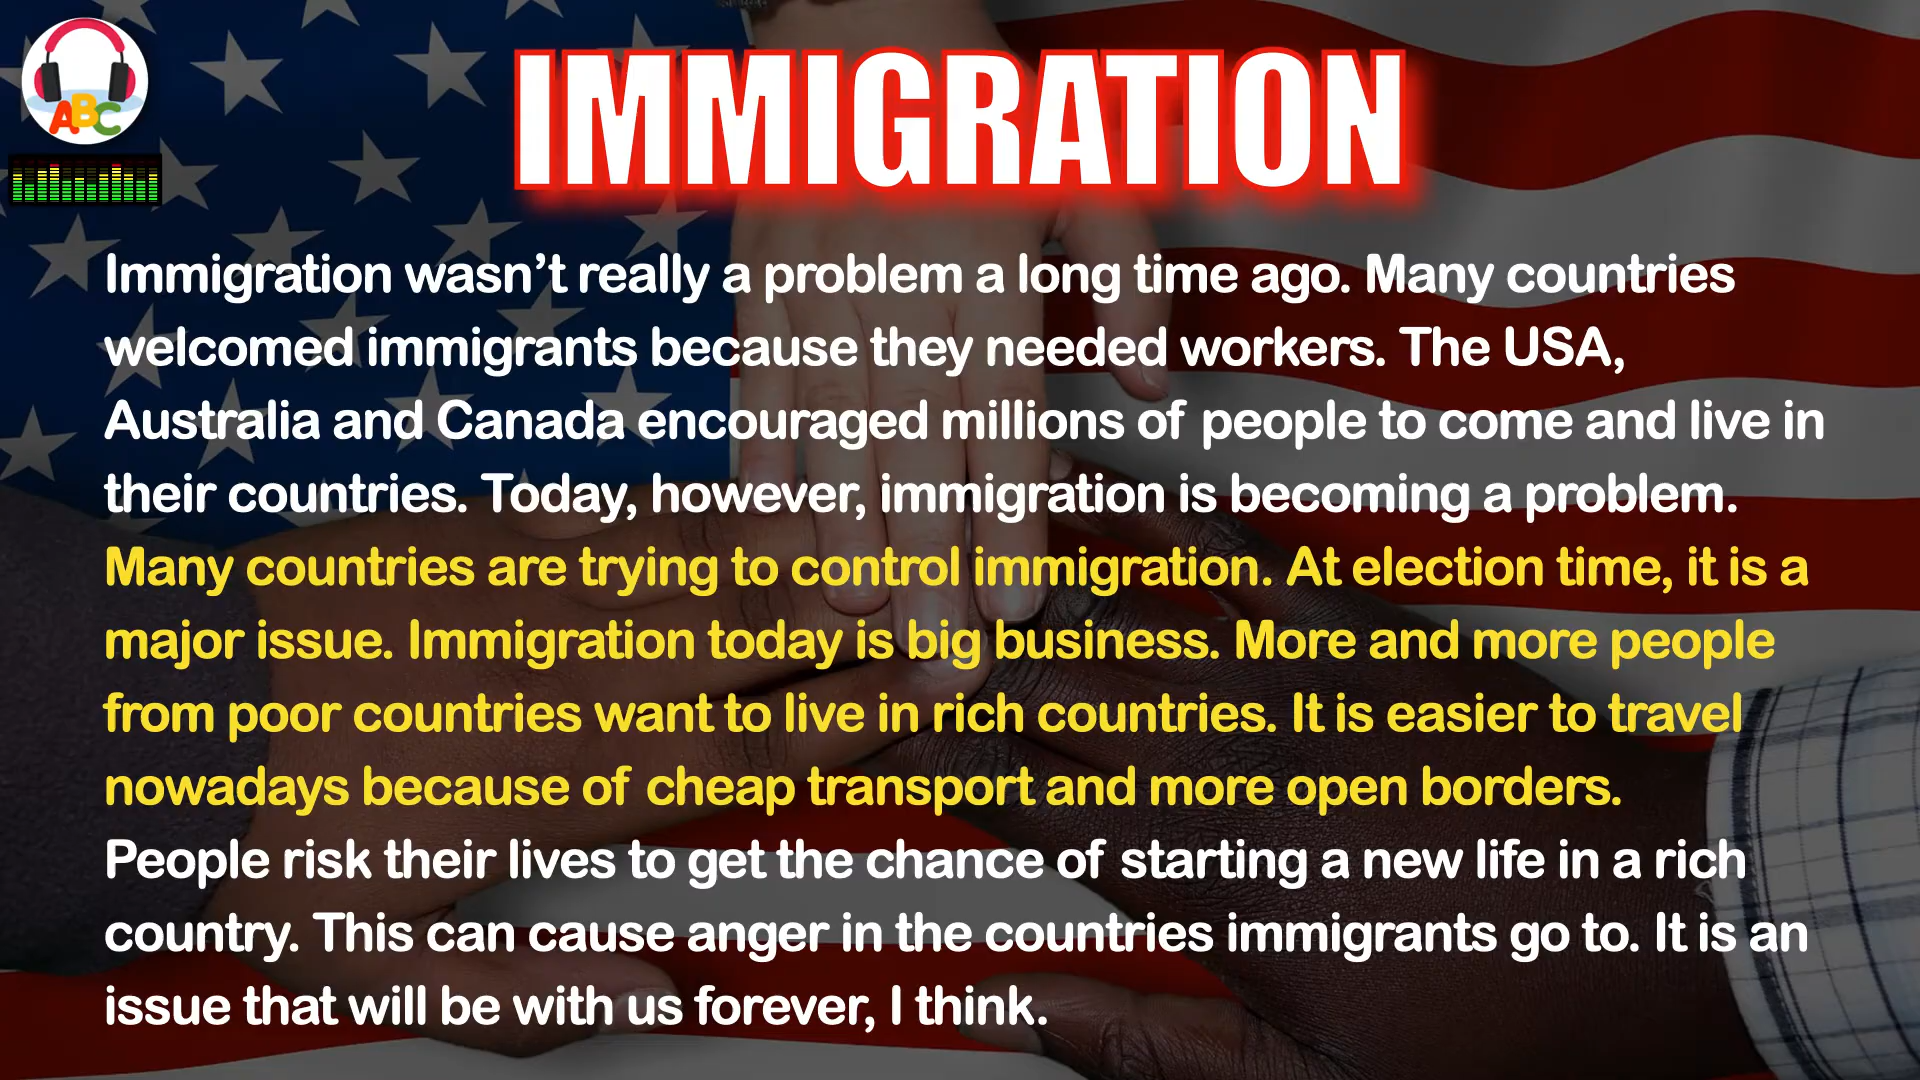 ABC
IMMIGRATION
Immigration wasn’t really a problem a long time ago. Many countries
welcomed immigrants because they needed workers. The USA,
Australia and Canada encouraged millions of people to come and live in
their countries. Today, however, immigration is becoming a problem.
Many countries are trying to control immigration. At election time, it is a
major issue. Immigration today is big business. More and more people
from poor countries want to live in rich countries. It is easier to travel
nowadays because of cheap transport and more open borders.
People risk their lives to get the chance of starting a new life in a rich
country. This can cause anger in the countries immigrants go to. It is an
issue that will be with us forever, I think.